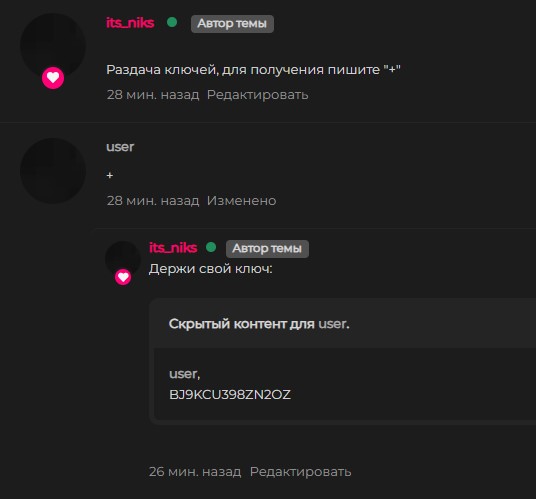 its_niks Автор темы
Раздача ключей, для получения пишите "+"
28 мин. назад Редактировать
user
+
28 мин. назад Изменено
its_niks Автор темы
Держи свой ключ:
Скрытый контент для user.
user,
BJ9KCU398ZN2OZ
26 мин. назад Редактировать